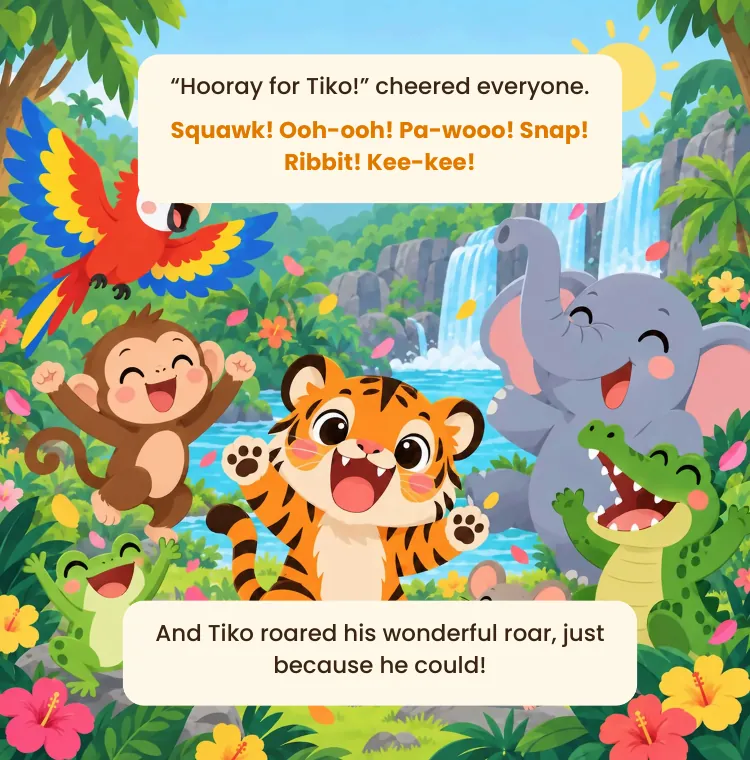 “Hooray for Tiko!” cheered everyone.
Squawk! Ooh-ooh! Pa-wooo! Snap!
Ribbit! Kee-kee!
And Tiko roared his wonderful roar, just
because he could!